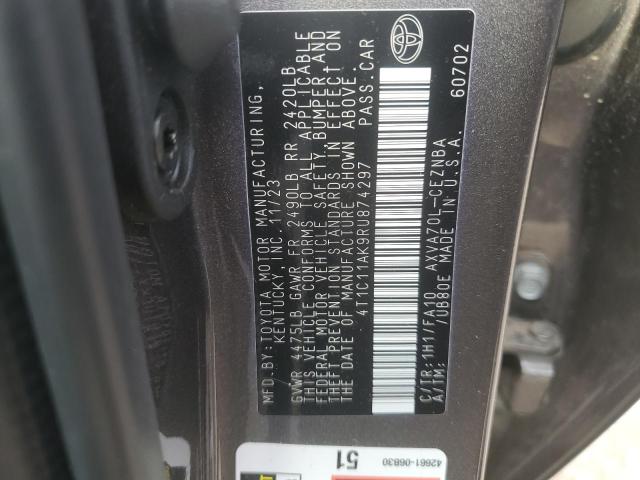 MFD.BY:TOYOTA MOTOR MANUFACTURING,
KENTUCKY, INC. 11/23
GVWR 4475LB GAWR FR 2490LB RR 2420LB
THIS VEHICLE CONFORMS TO ALL APPLICABLE
FEDERAL MOTOR VEHICLE SAFETY, BUMPER AND
THEFT PREVENTION STANDARDS IN EFFECT ON
THE DATE OF MANUFACTURE SHOWN ABOVE.
4T1C11AK9RU874297 PASS.CAR
C/TR:1H17FA10 AXVA70L-CEZNBA
A/TM: /UB80E MADE IN U.S.A. 60702
42661-06B30
51